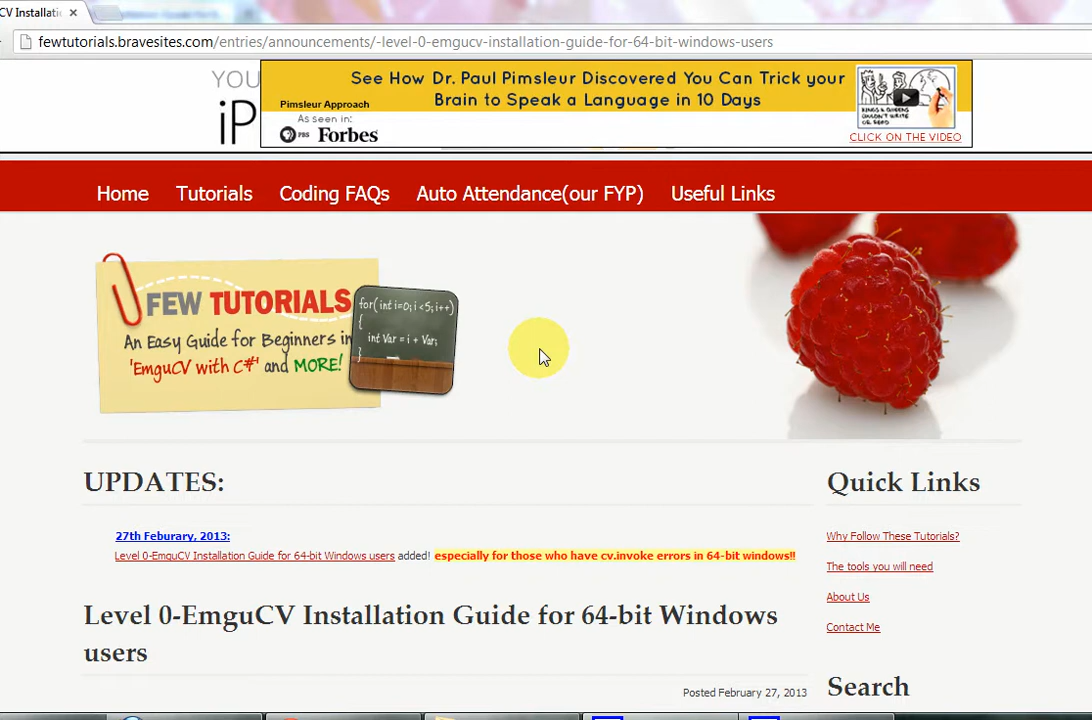 CV Installati
fewtutorials.bravesites.com/entries/announcements/-level-0-emgucv-installation-guide-for-64-bit-windows-users
YOU
iP
See How Dr. Paul Pimsleur Discovered You Can Trick your
Brain to Speak a Language in 10 Days
Pimsleur Approach
As seen in:
PBS Forbes
CLICK ON THE VIDEO
Home Tutorials Coding FAQs Auto Attendance(our FYP) Useful Links
FEW TUTORIALS
An Easy Guide for Beginners in
'EmguCV with C#' and MORE!
for(int i=0;i<5;i++)
{
int Var = i + Var;
}
UPDATES:
27th Feburary, 2013:
Level 0-EmguCV Installation Guide for 64-bit Windows users added! especially for those who have cv.invoke errors in 64-bit windows!!
Level 0-EmguCV Installation Guide for 64-bit Windows
users
Posted February 27, 2013
Quick Links
Why Follow These Tutorials?
The tools you will need
About Us
Contact Me
Search